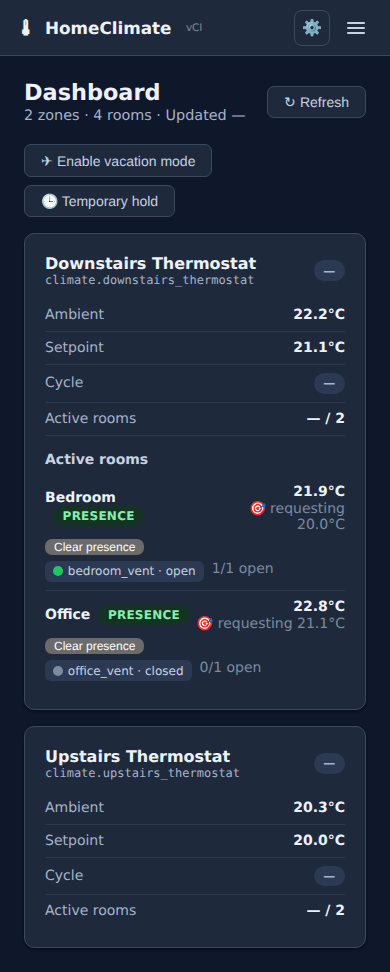 HomeClimate vCI
Dashboard
2 zones · 4 rooms · Updated —
↻ Refresh
✈ Enable vacation mode
🕒 Temporary hold
Downstairs Thermostat
climate.downstairs_thermostat
—
Ambient 22.2°C
Setpoint 21.1°C
Cycle —
Active rooms — / 2
Active rooms
Bedroom PRESENCE
21.9°C
🎯 requesting
20.0°C
Clear presence
bedroom_vent · open 1/1 open
Office PRESENCE
22.8°C
🎯 requesting 21.1°C
Clear presence
office_vent · closed 0/1 open
Upstairs Thermostat
climate.upstairs_thermostat
—
Ambient 20.3°C
Setpoint 20.0°C
Cycle —
Active rooms — / 2